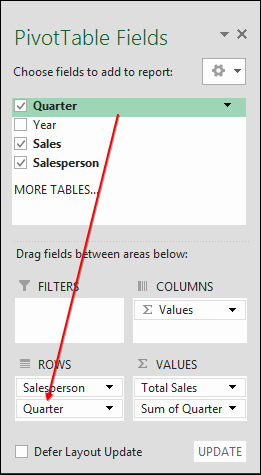 PivotTable Fields
Choose fields to add to report:
Quarter
Year
Sales
Salesperson
MORE TABLES...
Drag fields between areas below:
FILTERS
COLUMNS
Σ Values
ROWS
Salesperson
Quarter
Σ VALUES
Total Sales
Sum of Quarter
Defer Layout Update
UPDATE